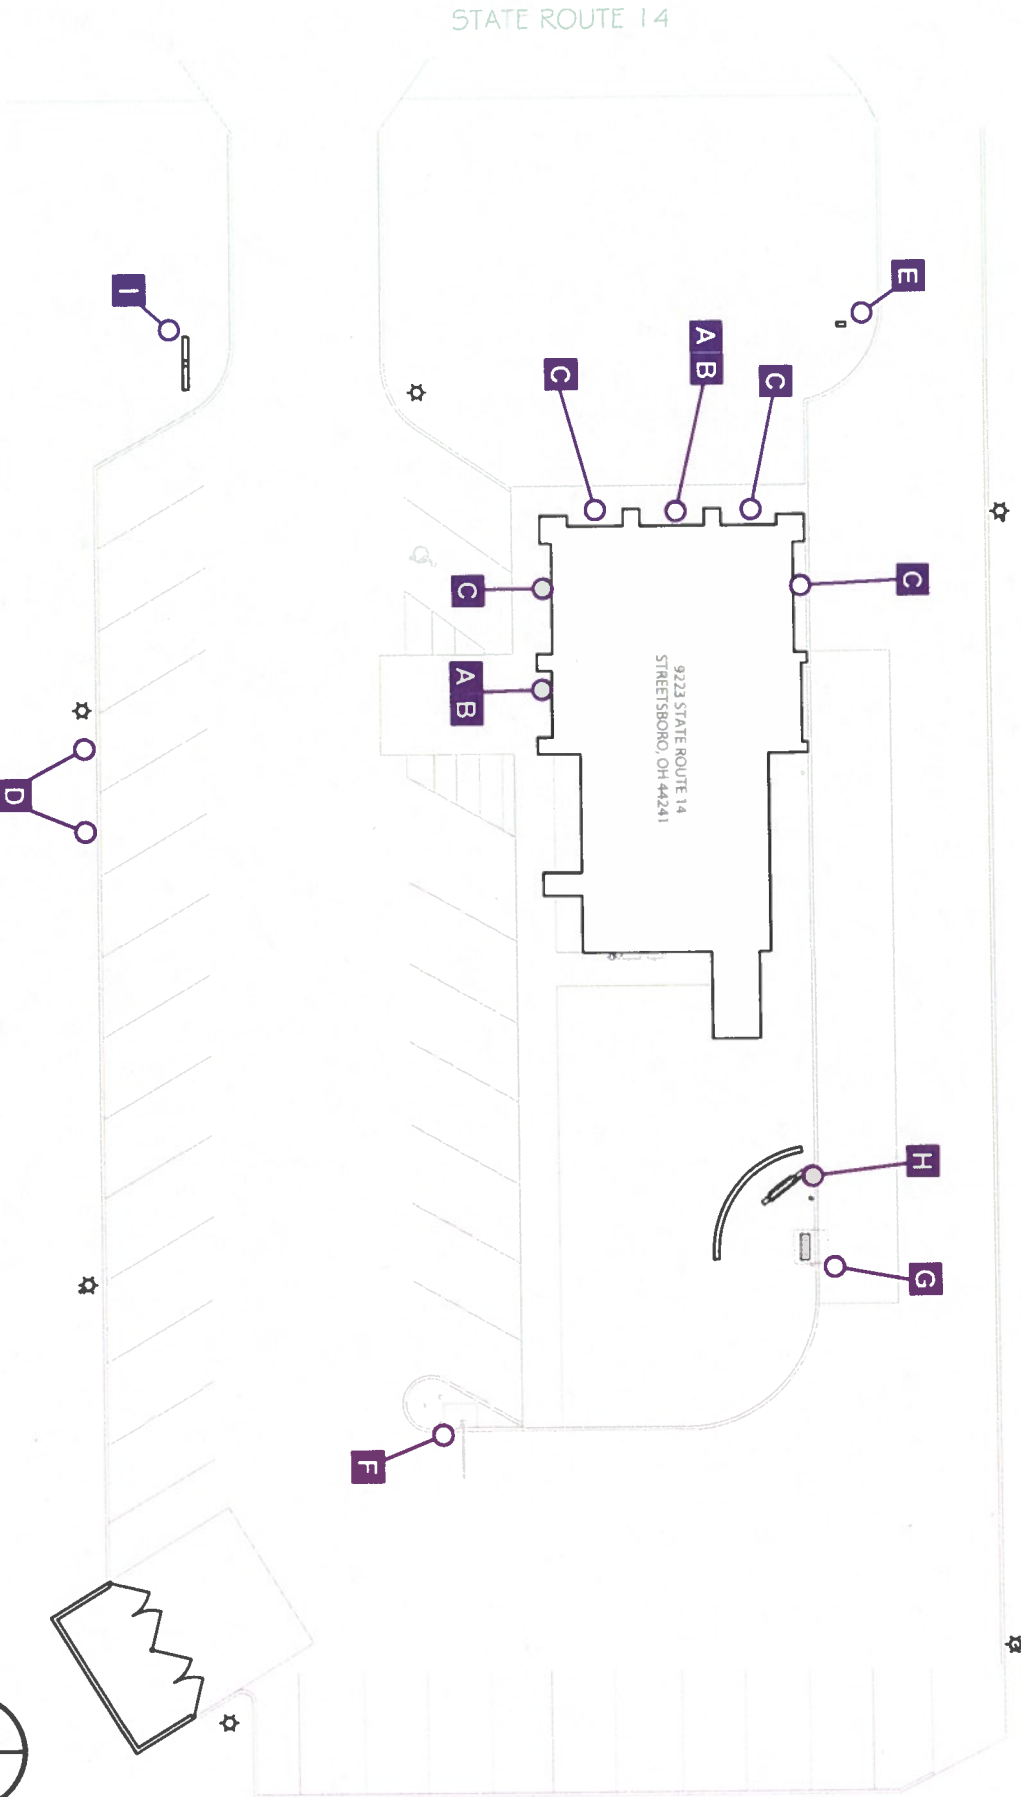 STATE ROUTE 14
E
I
A B
C
C
C
C
A B
9223 STATE ROUTE 14
STREETSBORO, OH 44241
D
H
G
F